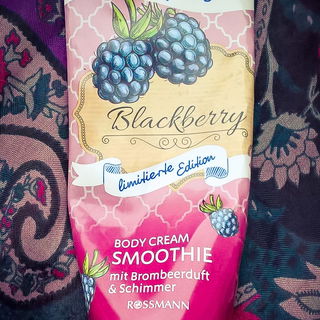 Blackberry
limitierte Edition
BODY CREAM
SMOOTHIE
mit Brombeerduft
& Schimmer
ROSSMANN